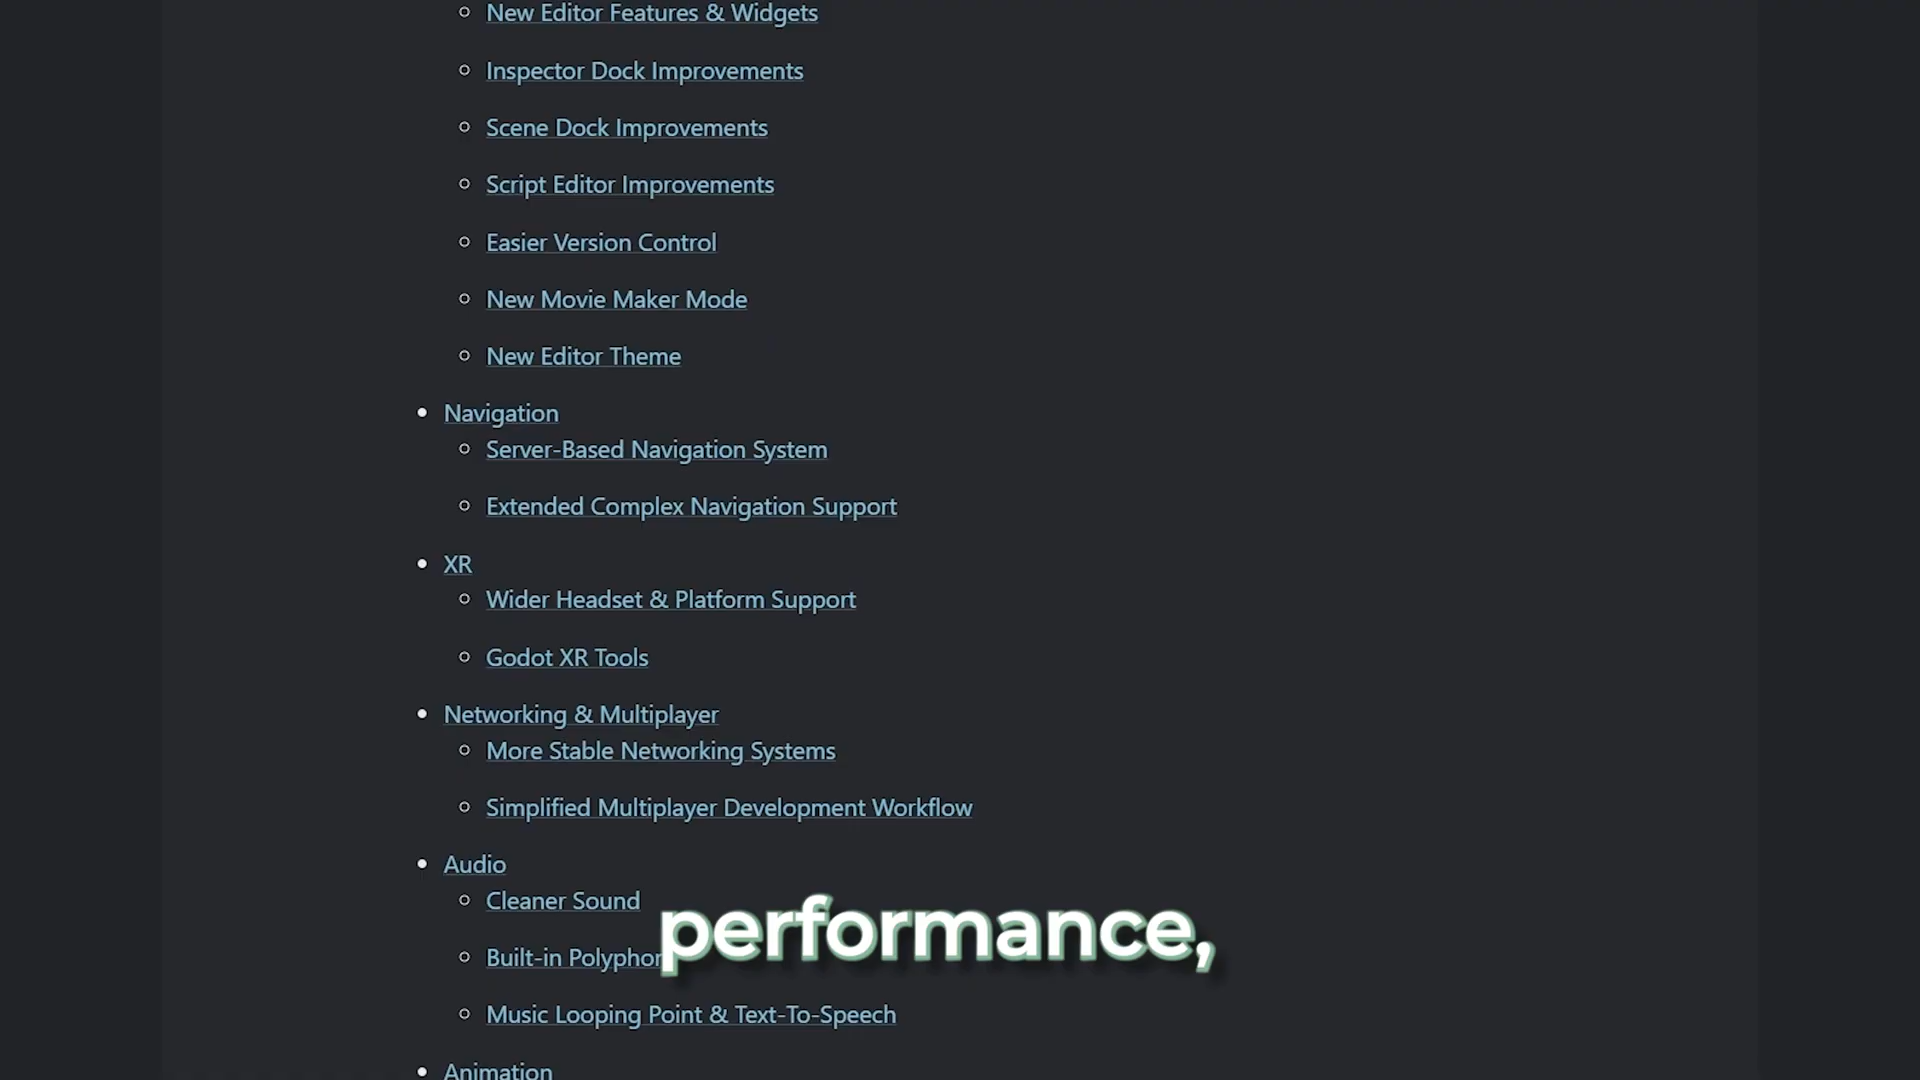 New Editor Features & Widgets
Inspector Dock Improvements
Scene Dock Improvements
Script Editor Improvements
Easier Version Control
New Movie Maker Mode
New Editor Theme
Navigation
Server-Based Navigation System
Extended Complex Navigation Support
XR
Wider Headset & Platform Support
Godot XR Tools
Networking & Multiplayer
More Stable Networking Systems
Simplified Multiplayer Development Workflow
Audio
Cleaner Sound
performance,
Built-in
Music Looping Point & Text-To-Speech
Animation